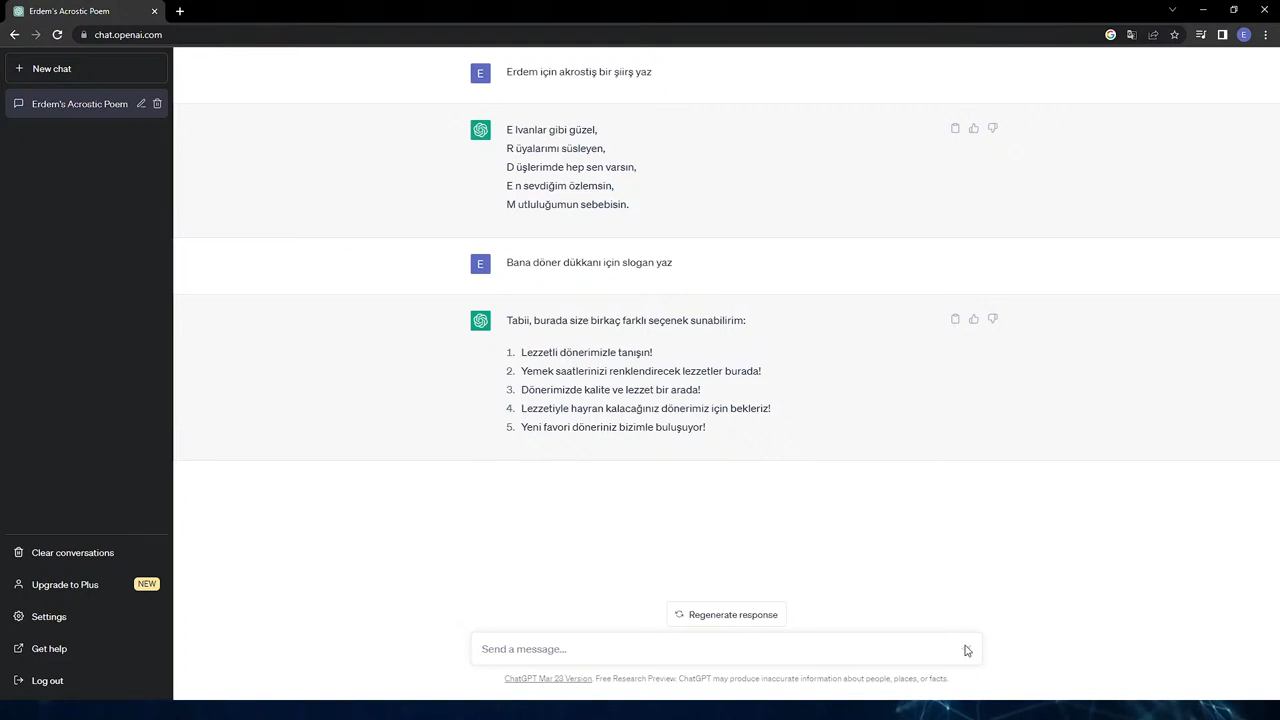 Erdem's Acrostic Poem
chat.openai.com
E
New chat
Erdem's Acrostic Poem
E
Erdem için akrostiş bir şiirş yaz
E lvanlar gibi güzel,
R üyalarımı süsleyen,
D üşlerimde hep sen varsın,
E n sevdiğim özlemsin,
M utluluğumun sebebisin.
E
Bana döner dükkanı için slogan yaz
Tabii, burada size birkaç farklı seçenek sunabilirim:
1. Lezzetli dönerimizle tanışın!
2. Yemek saatlerinizi renklendirecek lezzetler burada!
3. Dönerimizde kalite ve lezzet bir arada!
4. Lezzetiyle hayran kalacağınız dönerimiz için bekleriz!
5. Yeni favori döneriniz bizimle buluşuyor!
Clear conversations
Upgrade to Plus NEW
Settings
Get help
Log out
Regenerate response
Send a message...
ChatGPT Mar 23 Version. Free Research Preview. ChatGPT may produce inaccurate information about people, places, or facts.